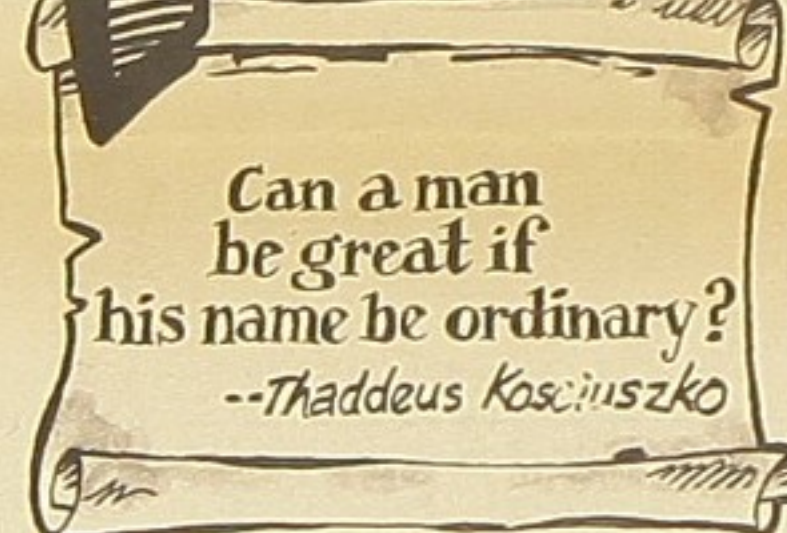 Can a man
be great if
his name be ordinary?
--Thaddeus Kosciuszko